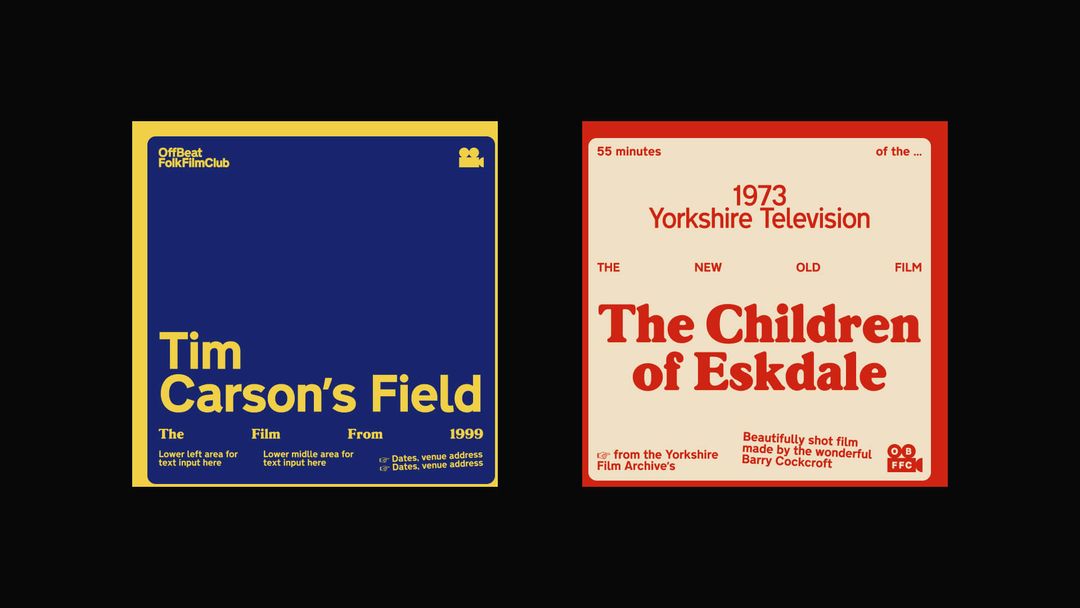 OffBeat
FolkFilmClub
Tim
Carson's Field
The Film From 1999
Lower left area for
text input here
Lower midlle area for
text input here
☞ Dates, venue address
☞ Dates, venue address
55 minutes
of the ...
1973
Yorkshire Television
THE NEW OLD FILM
The Children
of Eskdale
☞ from the Yorkshire
Film Archive's
Beautifully shot film
made by the wonderful
Barry Cockcroft
OB
FFC